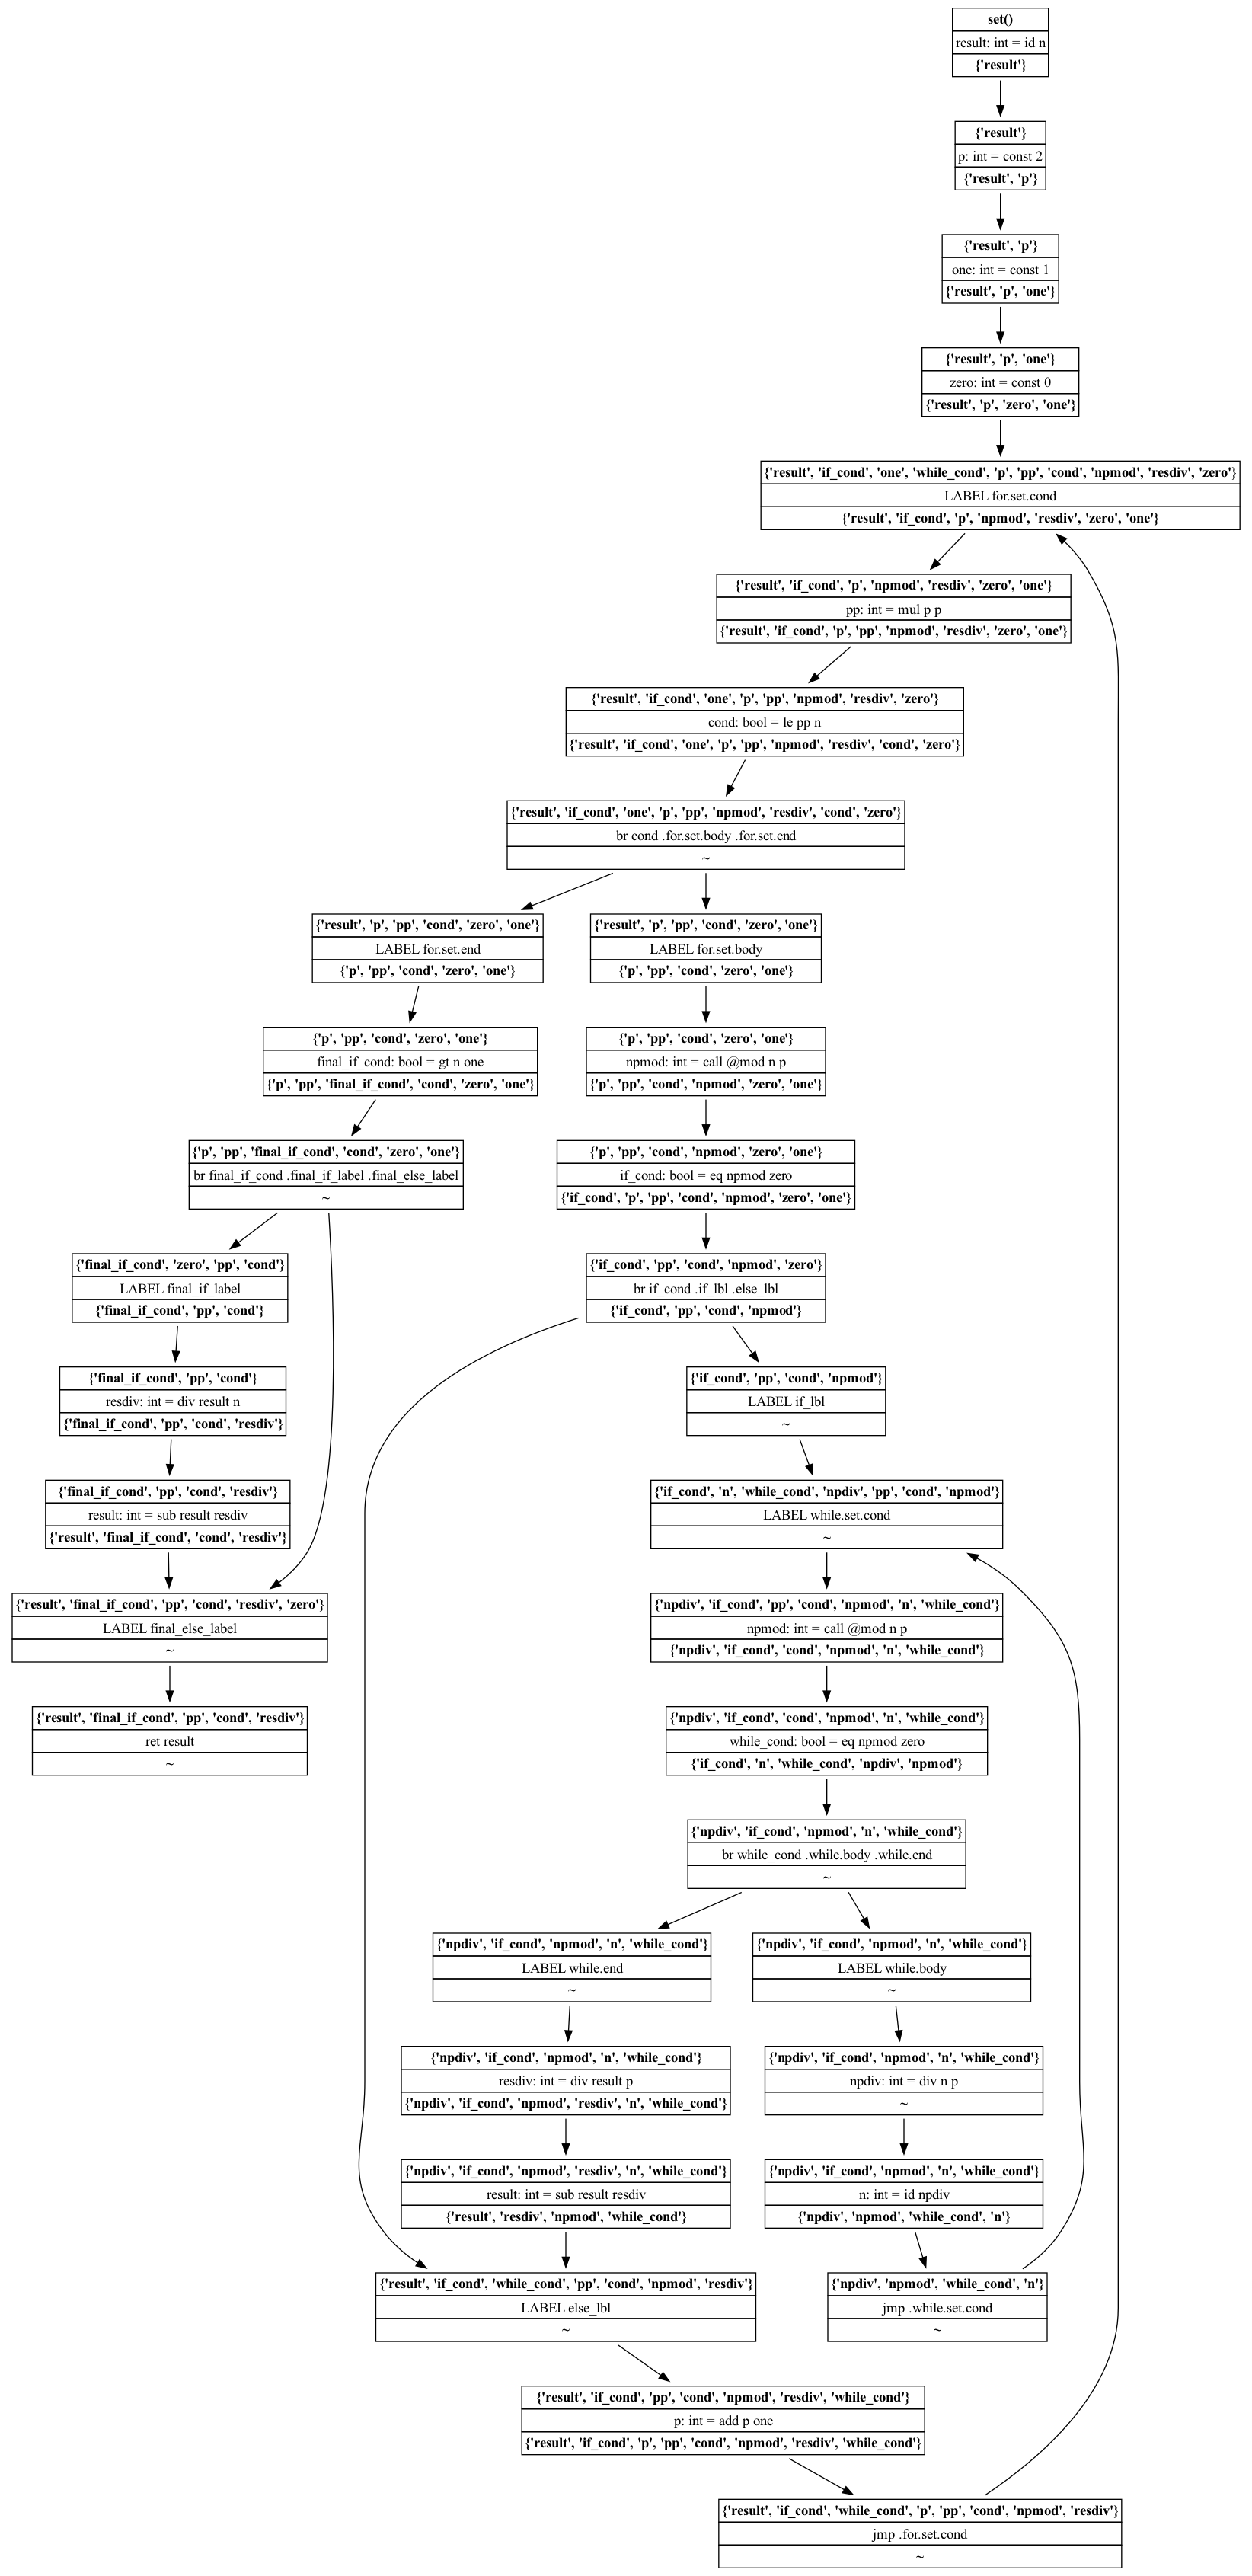 set()
result: int = id n
{'result'}
{'result'}
p: int = const 2
{'result', 'p'}
{'result', 'p'}
one: int = const 1
{'result', 'p', 'one'}
{'result', 'p', 'one'}
zero: int = const 0
{'result', 'p', 'zero', 'one'}
{'result', 'if_cond', 'one', 'while_cond', 'p', 'pp', 'cond', 'npmod', 'resdiv', 'zero'}
LABEL for.set.cond
{'result', 'if_cond', 'p', 'npmod', 'resdiv', 'zero', 'one'}
{'result', 'if_cond', 'p', 'npmod', 'resdiv', 'zero', 'one'}
pp: int = mul p p
{'result', 'if_cond', 'p', 'pp', 'npmod', 'resdiv', 'zero', 'one'}
{'result', 'if_cond', 'one', 'p', 'pp', 'npmod', 'resdiv', 'zero'}
cond: bool = le pp n
{'result', 'if_cond', 'one', 'p', 'pp', 'npmod', 'resdiv', 'cond', 'zero'}
{'result', 'if_cond', 'one', 'p', 'pp', 'npmod', 'resdiv', 'cond', 'zero'}
br cond .for.set.body .for.set.end
~
{'result', 'p', 'pp', 'cond', 'zero', 'one'}
LABEL for.set.end
{'p', 'pp', 'cond', 'zero', 'one'}
{'result', 'p', 'pp', 'cond', 'zero', 'one'}
LABEL for.set.body
{'p', 'pp', 'cond', 'zero', 'one'}
{'p', 'pp', 'cond', 'zero', 'one'}
final_if_cond: bool = gt n one
{'p', 'pp', 'final_if_cond', 'cond', 'zero', 'one'}
{'p', 'pp', 'cond', 'zero', 'one'}
npmod: int = call @mod n p
{'p', 'pp', 'cond', 'npmod', 'zero', 'one'}
{'p', 'pp', 'final_if_cond', 'cond', 'zero', 'one'}
br final_if_cond .final_if_label .final_else_label
~
{'p', 'pp', 'cond', 'npmod', 'zero', 'one'}
if_cond: bool = eq npmod zero
{'if_cond', 'p', 'pp', 'cond', 'npmod', 'zero', 'one'}
{'final_if_cond', 'zero', 'pp', 'cond'}
LABEL final_if_label
{'final_if_cond', 'pp', 'cond'}
{'if_cond', 'pp', 'cond', 'npmod', 'zero'}
br if_cond .if_lbl .else_lbl
{'if_cond', 'pp', 'cond', 'npmod'}
{'final_if_cond', 'pp', 'cond'}
resdiv: int = div result n
{'final_if_cond', 'pp', 'cond', 'resdiv'}
{'if_cond', 'pp', 'cond', 'npmod'}
LABEL if_lbl
~
{'final_if_cond', 'pp', 'cond', 'resdiv'}
result: int = sub result resdiv
{'result', 'final_if_cond', 'cond', 'resdiv'}
{'if_cond', 'n', 'while_cond', 'npdiv', 'pp', 'cond', 'npmod'}
LABEL while.set.cond
~
{'result', 'final_if_cond', 'pp', 'cond', 'resdiv', 'zero'}
LABEL final_else_label
~
{'npdiv', 'if_cond', 'pp', 'cond', 'npmod', 'n', 'while_cond'}
npmod: int = call @mod n p
{'npdiv', 'if_cond', 'cond', 'npmod', 'n', 'while_cond'}
{'result', 'final_if_cond', 'pp', 'cond', 'resdiv'}
ret result
~
{'npdiv', 'if_cond', 'cond', 'npmod', 'n', 'while_cond'}
while_cond: bool = eq npmod zero
{'if_cond', 'n', 'while_cond', 'npdiv', 'npmod'}
{'npdiv', 'if_cond', 'npmod', 'n', 'while_cond'}
br while_cond .while.body .while.end
~
{'npdiv', 'if_cond', 'npmod', 'n', 'while_cond'}
LABEL while.end
~
{'npdiv', 'if_cond', 'npmod', 'n', 'while_cond'}
LABEL while.body
~
{'npdiv', 'if_cond', 'npmod', 'n', 'while_cond'}
resdiv: int = div result p
{'npdiv', 'if_cond', 'npmod', 'resdiv', 'n', 'while_cond'}
{'npdiv', 'if_cond', 'npmod', 'n', 'while_cond'}
npdiv: int = div n p
~
{'npdiv', 'if_cond', 'npmod', 'resdiv', 'n', 'while_cond'}
result: int = sub result resdiv
{'result', 'resdiv', 'npmod', 'while_cond'}
{'npdiv', 'if_cond', 'npmod', 'n', 'while_cond'}
n: int = id npdiv
{'npdiv', 'npmod', 'while_cond', 'n'}
{'result', 'if_cond', 'while_cond', 'pp', 'cond', 'npmod', 'resdiv'}
LABEL else_lbl
~
{'npdiv', 'npmod', 'while_cond', 'n'}
jmp .while.set.cond
~
{'result', 'if_cond', 'pp', 'cond', 'npmod', 'resdiv', 'while_cond'}
p: int = add p one
{'result', 'if_cond', 'p', 'pp', 'cond', 'npmod', 'resdiv', 'while_cond'}
{'result', 'if_cond', 'while_cond', 'p', 'pp', 'cond', 'npmod', 'resdiv'}
jmp .for.set.cond
~